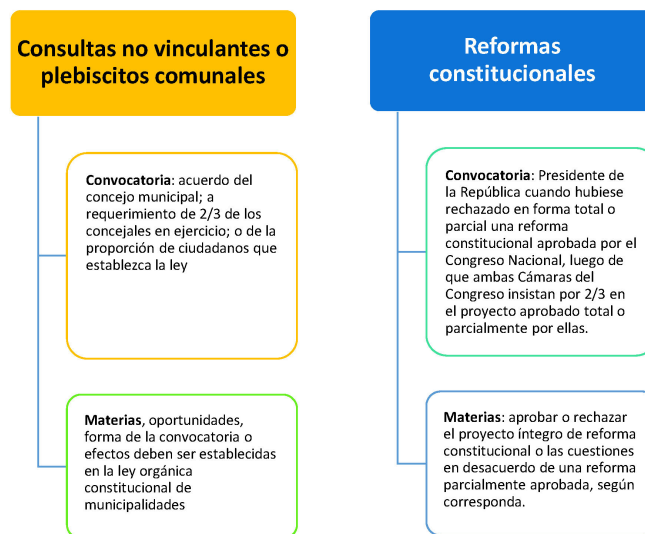 Consultas no vinculantes o
plebiscitos comunales
Convocatoria: acuerdo del
concejo municipal; a
requerimiento de 2/3 de los
concejales en ejercicio; o de la
proporción de ciudadanos que
establezca la ley
Materias, oportunidades,
forma de la convocatoria o
efectos deben ser establecidas
en la ley orgánica
constitucional de
municipalidades
Reformas
constitucionales
Convocatoria: Presidente de
la República cuando hubiese
rechazado en forma total o
parcial una reforma
constitucional aprobada por el
Congreso Nacional, luego de
que ambas Cámaras del
Congreso insistan por 2/3 en
el proyecto aprobado total o
parcialmente por ellas.
Materias: aprobar o rechazar
el proyecto íntegro de reforma
constitucional o las cuestiones
en desacuerdo de una reforma
parcialmente aprobada, según
corresponda.